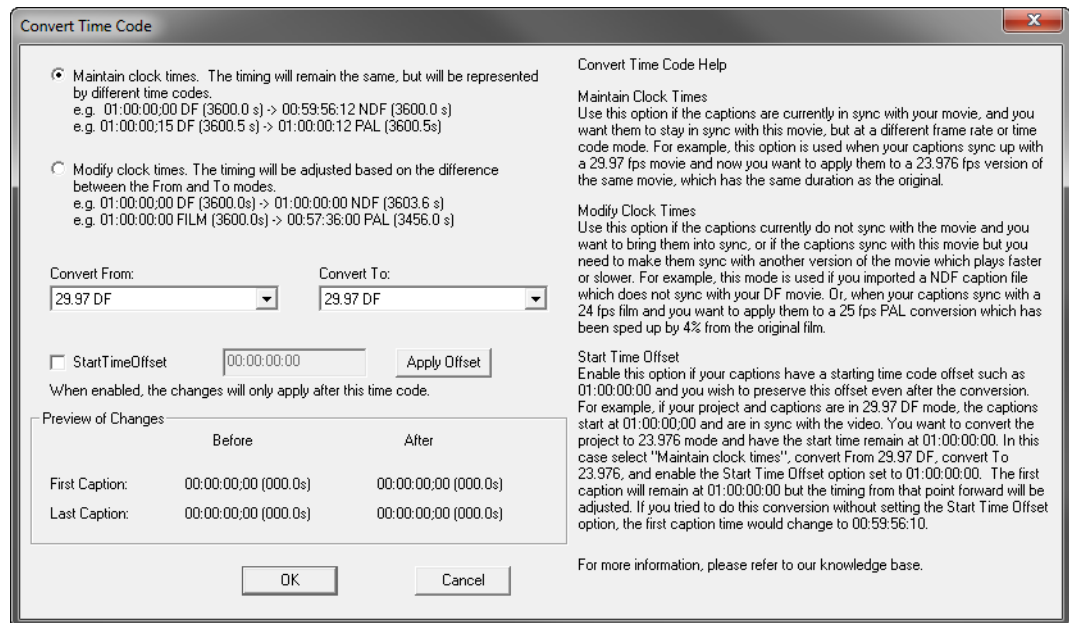 Convert Time Code
Maintain clock times. The timing will remain the same, but will be represented
by different time codes.
e.g. 01:00:00;00 DF (3600.0 s) -> 00:59:56:12 NDF (3600.0 s)
e.g. 01:00:00;15 DF (3600.5 s) -> 01:00:00:12 PAL (3600.5s)
Modify clock times. The timing will be adjusted based on the difference
between the From and To modes.
e.g. 01:00:00;00 DF (3600.0s) -> 01:00:00:00 NDF (3603.6 s)
e.g. 01:00:00:00 FILM (3600.0s) -> 00:57:36:00 PAL (3456.0 s)
Convert From:
Convert To:
29.97 DF
29.97 DF
StartTimeOffset
00:00:00:00
Apply Offset
When enabled, the changes will only apply after this time code.
Preview of Changes
Before
After
First Caption:
00:00:00;00 (000.0s)
00:00:00;00 (000.0s)
Last Caption:
00:00:00;00 (000.0s)
00:00:00;00 (000.0s)
OK
Cancel
Convert Time Code Help
Maintain Clock Times
Use this option if the captions are currently in sync with your movie, and you
want them to stay in sync with this movie, but at a different frame rate or time
code mode. For example, this option is used when your captions sync up with
a 29.97 fps movie and now you want to apply them to a 23.976 fps version of
the same movie, which has the same duration as the original.
Modify Clock Times
Use this option if the captions currently do not sync with the movie and you
want to bring them into sync, or if the captions sync with this movie but you
need to make them sync with another version of the movie which plays faster
or slower. For example, this mode is used if you imported a NDF caption file
which does not sync with your DF movie. Or, when your captions sync with a
24 fps film and you want to apply them to a 25 fps PAL conversion which has
been sped up by 4% from the original film.
Start Time Offset
Enable this option if your captions have a starting time code offset such as
01:00:00:00 and you wish to preserve this offset even after the conversion.
For example, if your project and captions are in 29.97 DF mode, the captions
start at 01:00:00;00 and are in sync with the video. You want to convert the
project to 23.976 mode and have the start time remain at 01:00:00:00. In this
case select "Maintain clock times", convert From 29.97 DF, convert To
23.976, and enable the Start Time Offset option set to 01:00:00:00. The first
caption will remain at 01:00:00:00 but the timing from that point forward will be
adjusted. If you tried to do this conversion without setting the Start Time Offset
option, the first caption time would change to 00:59:56:10.
For more information, please refer to our knowledge base.